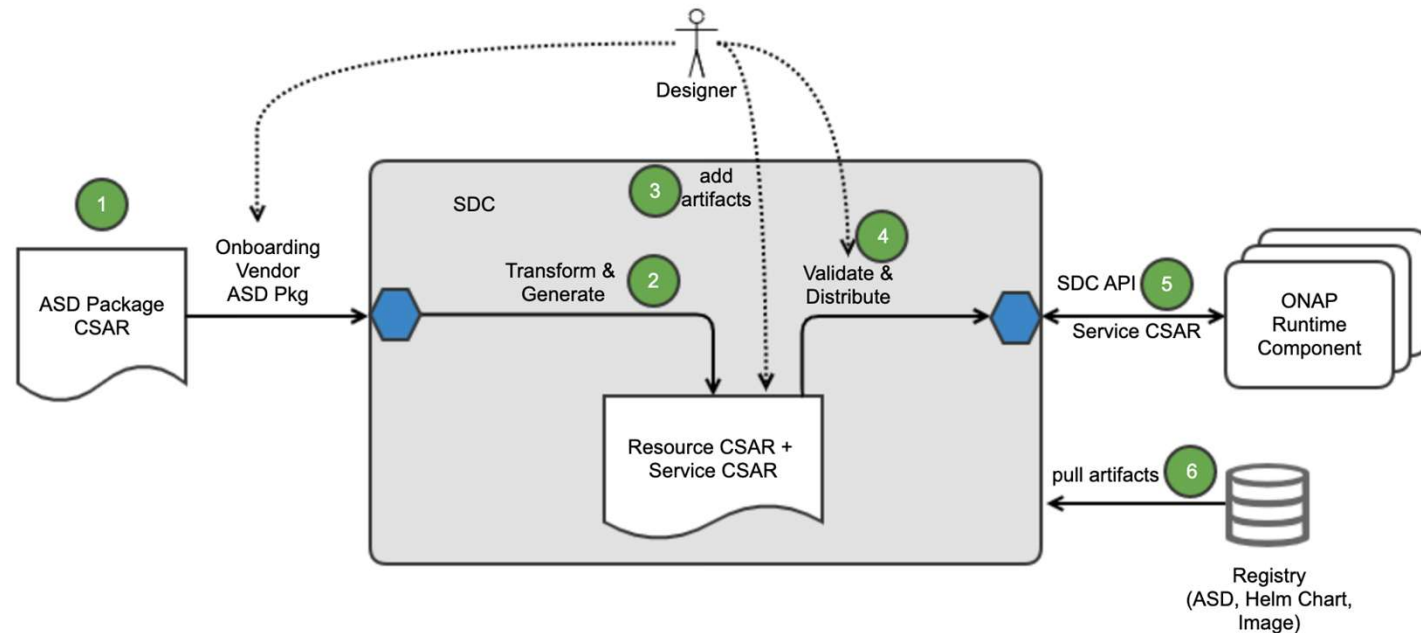 Designer
1
SDC
3
add
artifacts
4
Onboarding
Vendor
ASD Pkg
Transform &
Generate
2
Validate &
Distribute
SDC API
5
ASD Package
CSAR
Service CSAR
ONAP
Runtime
Component
Resource CSAR +
Service CSAR
pull artifacts
6
Registry
(ASD, Helm Chart,
Image)